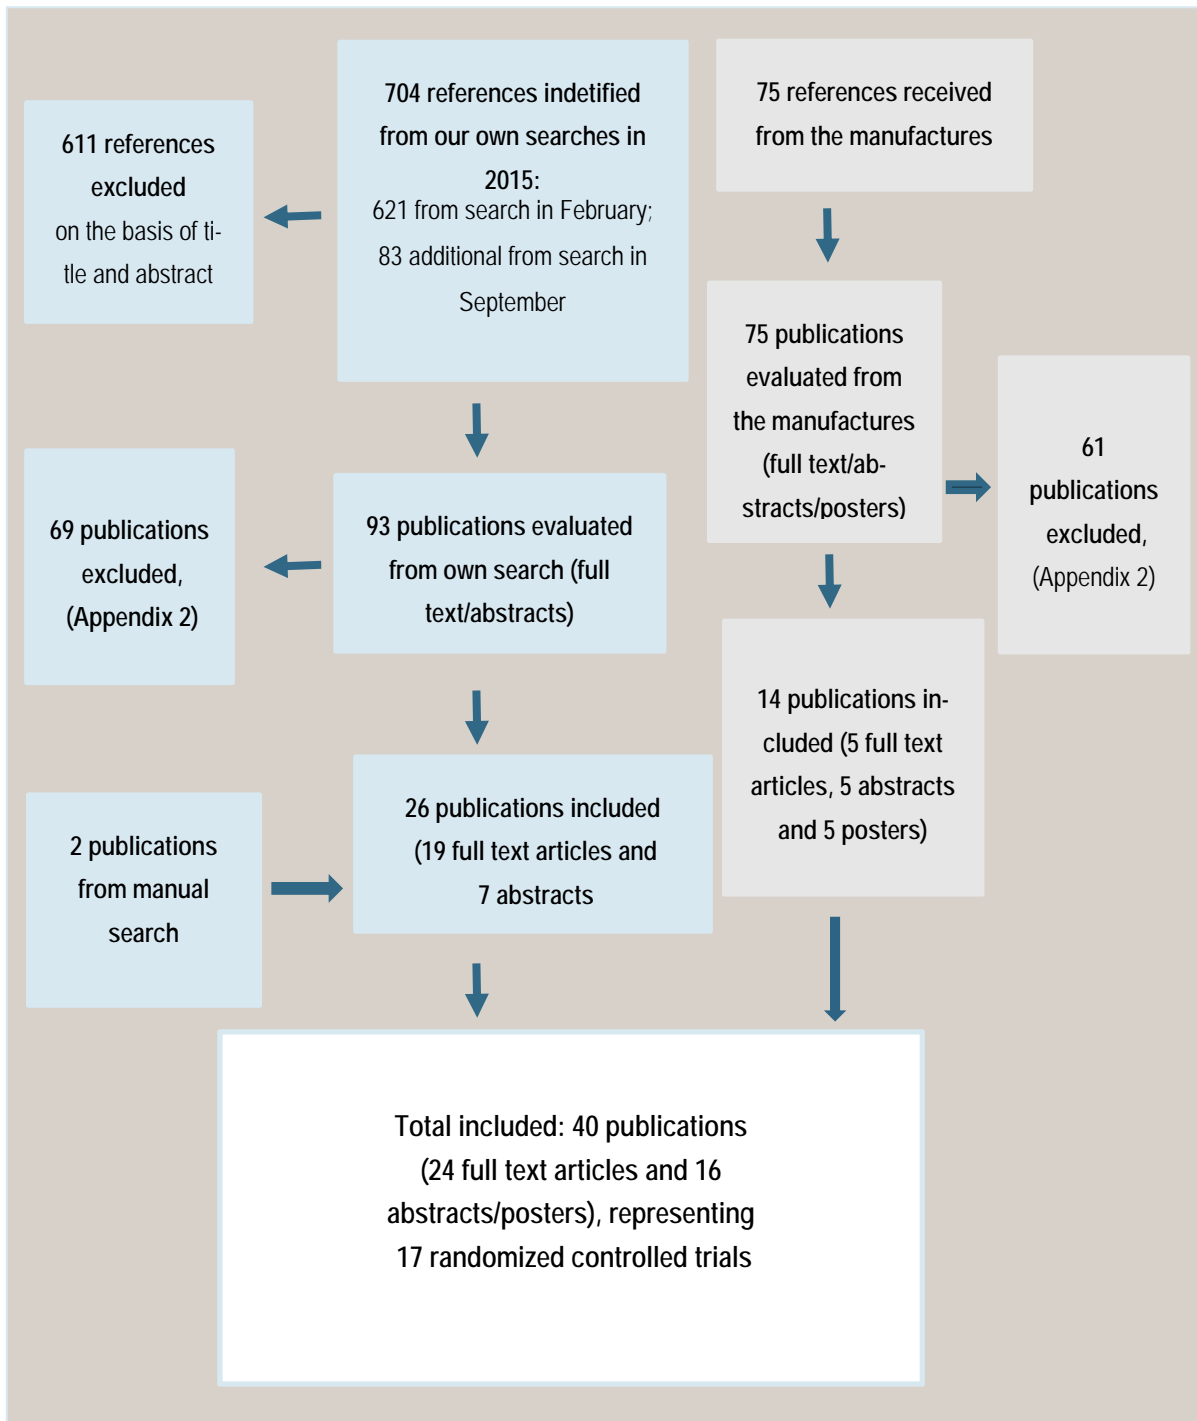 704 references indetified
from our own searches in
2015:
621 from search in February;
83 additional from search in
September
75 references received
from the manufactures
611 references
excluded
on the basis of ti-
tle and abstract
75 publications
evaluated from
the manufactures
(full text/ab-
stracts/posters)
61
publications
excluded,
(Appendix 2)
69 publications
excluded,
(Appendix 2)
93 publications evaluated
from own search (full
text/abstracts)
14 publications in-
cluded (5 full text
articles, 5 abstracts
and 5 posters)
2 publications
from manual
search
26 publications included
(19 full text articles and
7 abstracts
Total included: 40 publications
(24 full text articles and 16
abstracts/posters), representing
17 randomized controlled trials